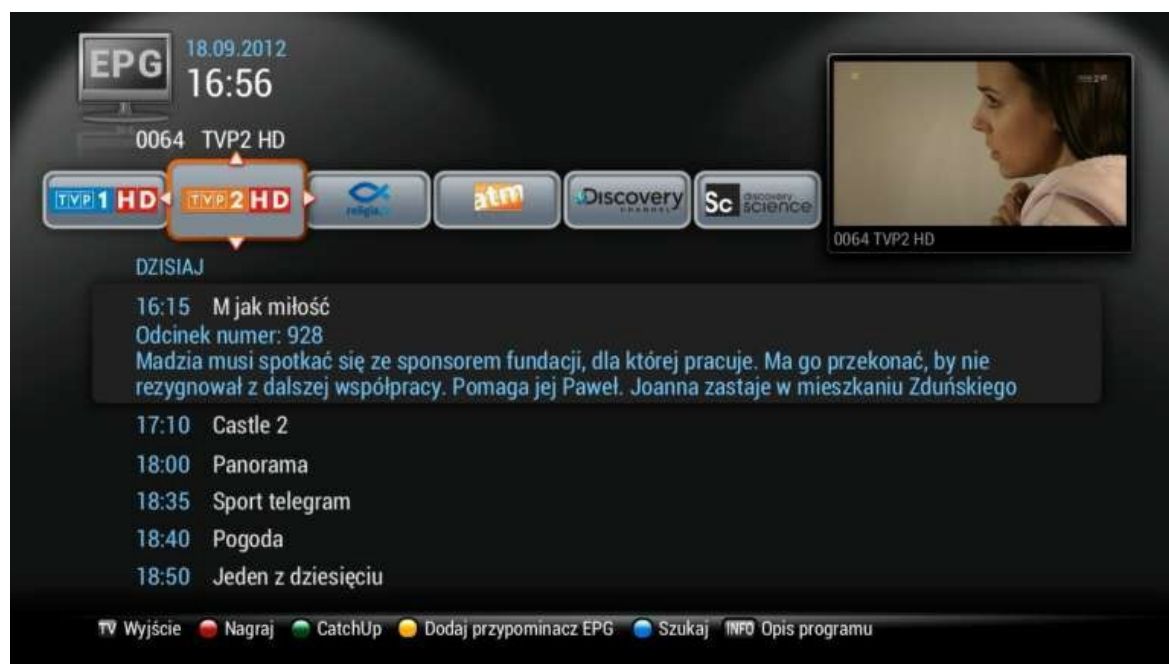 EPG
18.09.2012
16:56
0064 TVP2 HD
TVP 1 HD
TVP 2 HD
religia.tv
atm
Discovery CHANNEL
Sc discovery science
0064 TVP2 HD
DZISIAJ
16:15 M jak miłość
Odcinek numer: 928
Madzia musi spotkać się ze sponsorem fundacji, dla której pracuje. Ma go przekonać, by nie
rezygnował z dalszej współpracy. Pomaga jej Paweł. Joanna zastaje w mieszkaniu Zduńskiego
17:10 Castle 2
18:00 Panorama
18:35 Sport telegram
18:40 Pogoda
18:50 Jeden z dziesięciu
TV Wyjście Nagraj CatchUp Dodaj przypominacz EPG Szukaj INFO Opis programu